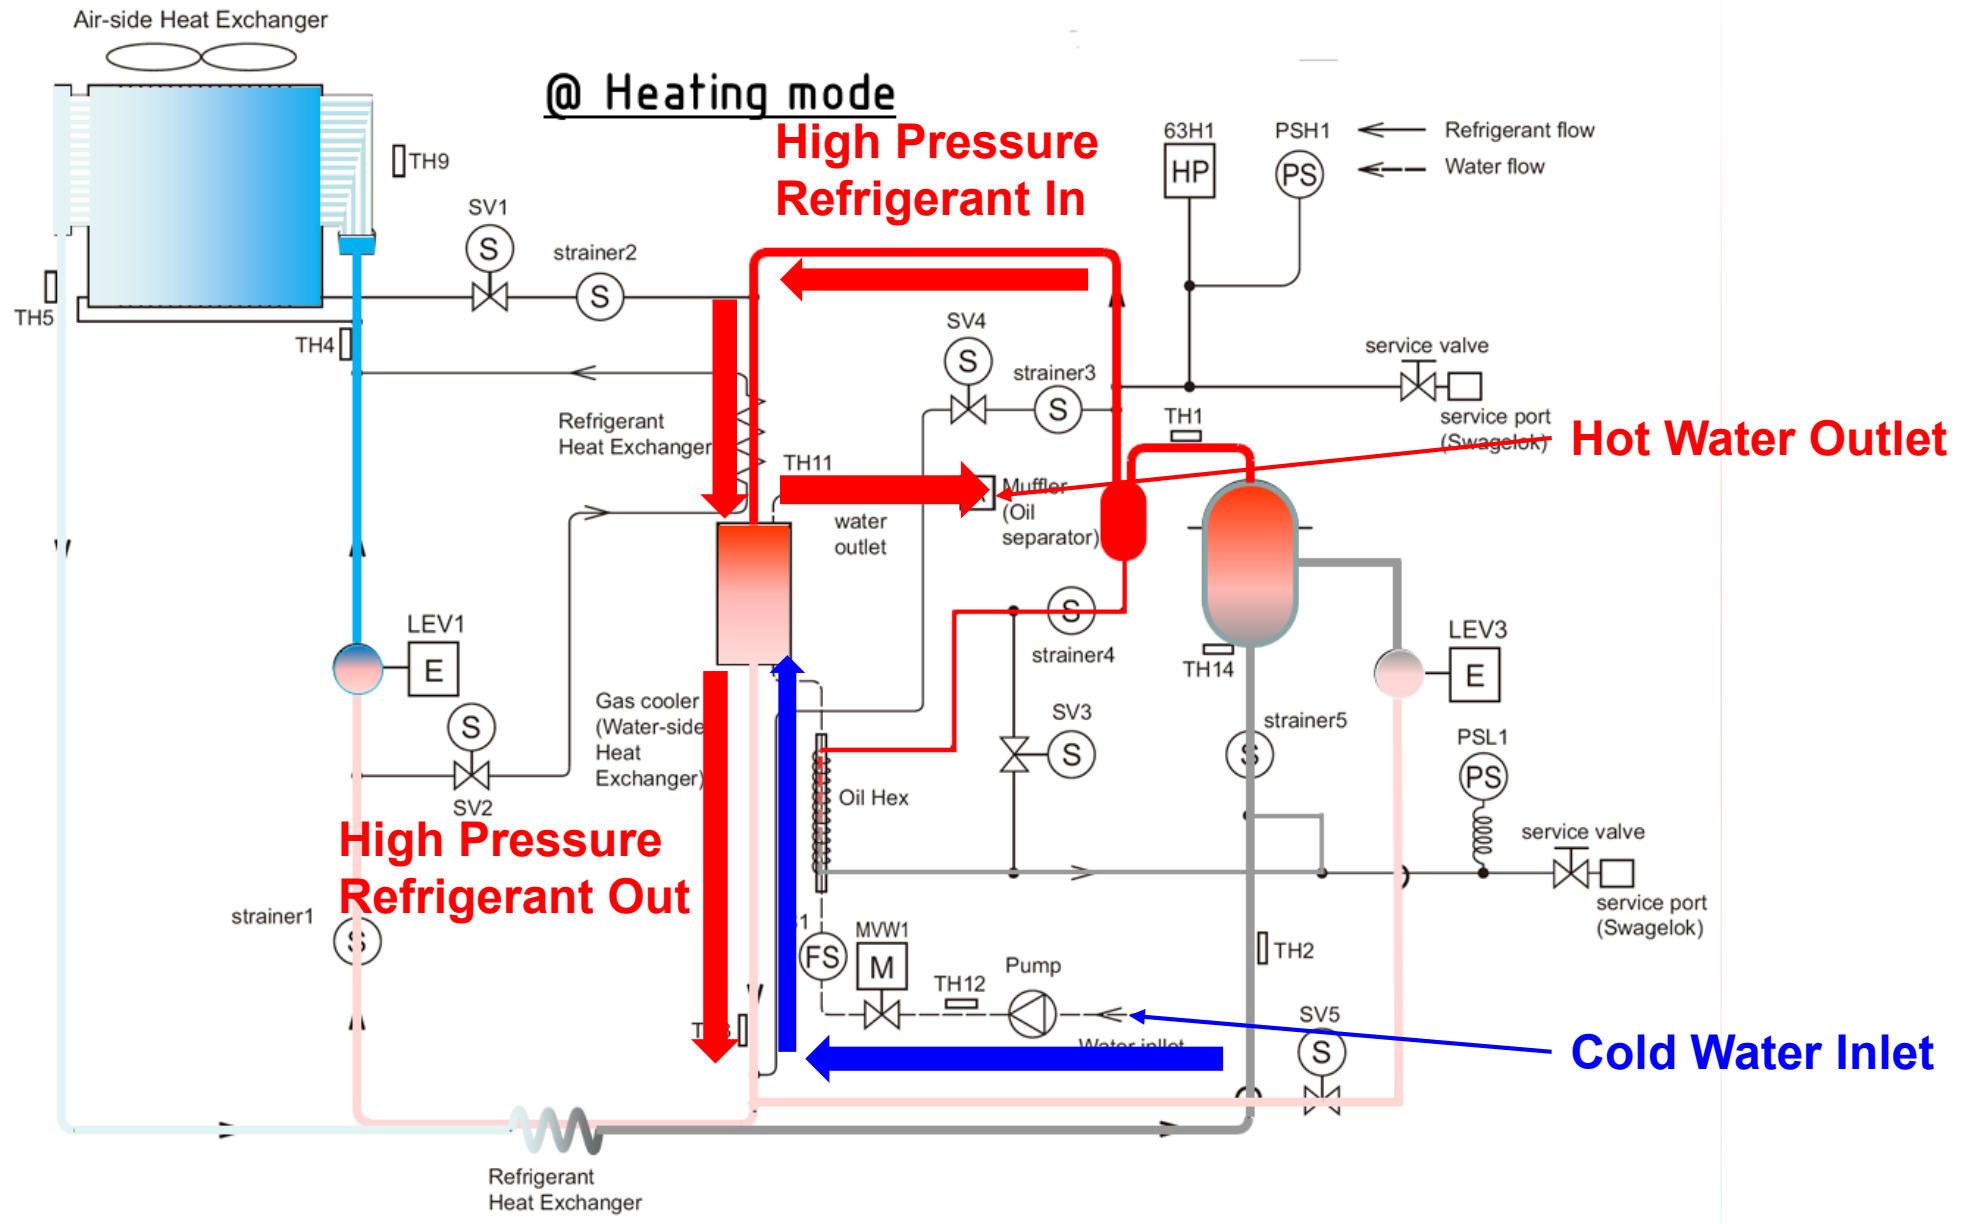 Air-side Heat Exchanger
@ Heating mode
High Pressure
Refrigerant In
63H1
PSH1
Refrigerant flow
Water flow
HP
PS
TH9
SV1
S
strainer2
S
TH5
TH4
SV4
S
strainer3
S
service valve
service port
(Swagelok)
TH1
Hot Water Outlet
Refrigerant
Heat Exchanger
TH11
Muffler
(Oil
separator)
water
outlet
LEV1
E
S
strainer4
TH14
LEV3
E
Gas cooler
(Water-side
Heat
Exchanger)
S
SV2
SV3
S
strainer5
S
PSL1
PS
Oil Hex
service valve
service port
(Swagelok)
High Pressure
Refrigerant Out
strainer1
S
FS
MVW1
M
TH12
Pump
TH2
Water inllet
SV5
S
Cold Water Inlet
Refrigerant
Heat Exchanger